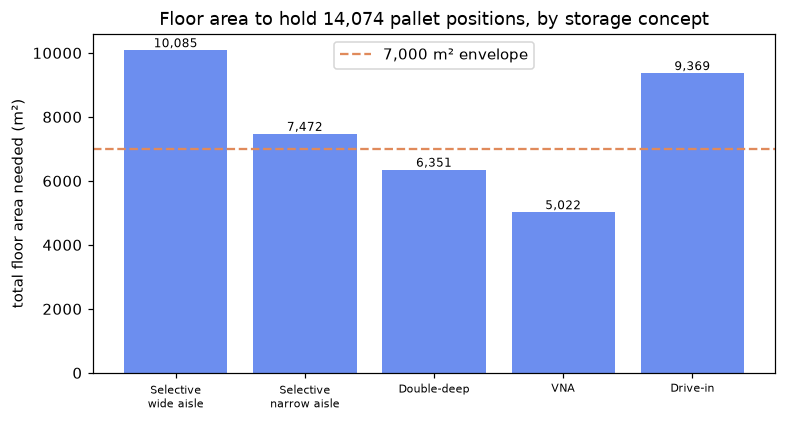 Floor area to hold 14,074 pallet positions, by storage concept
7,000 m² envelope
total floor area needed (m²)
10000
8000
6000
4000
2000
0
10,085
7,472
6,351
5,022
9,369
Selective
wide aisle
Selective
narrow aisle
Double-deep
VNA
Drive-in